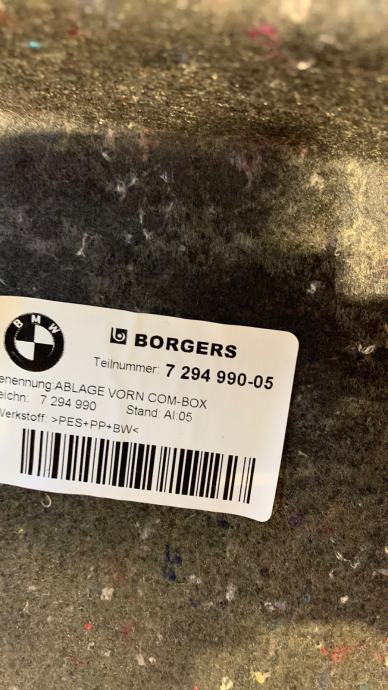 BMW
BORGERS
Teilnummer: 7 294 990-05
enennung:ABLAGE VORN COM-BOX
eichn: 7 294 990 Stand: AI:05
Werkstoff: >PES+PP+BW<